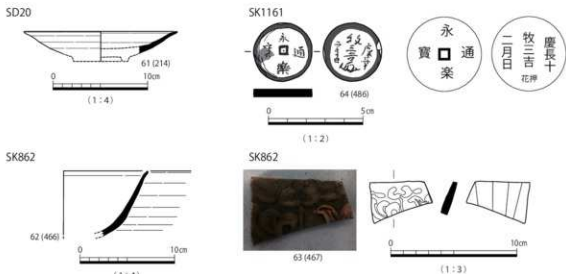 SD20
61 (214)
0 10cm
(1:4)
SK1161
64 (486)
0 5cm
(1:2)
永
通
寶
楽
慶長十
牧三吉
花押
二月日
SK862
62 (466)
0 10cm
(1:4)
SK862
63 (467)
0 10cm
(1:3)